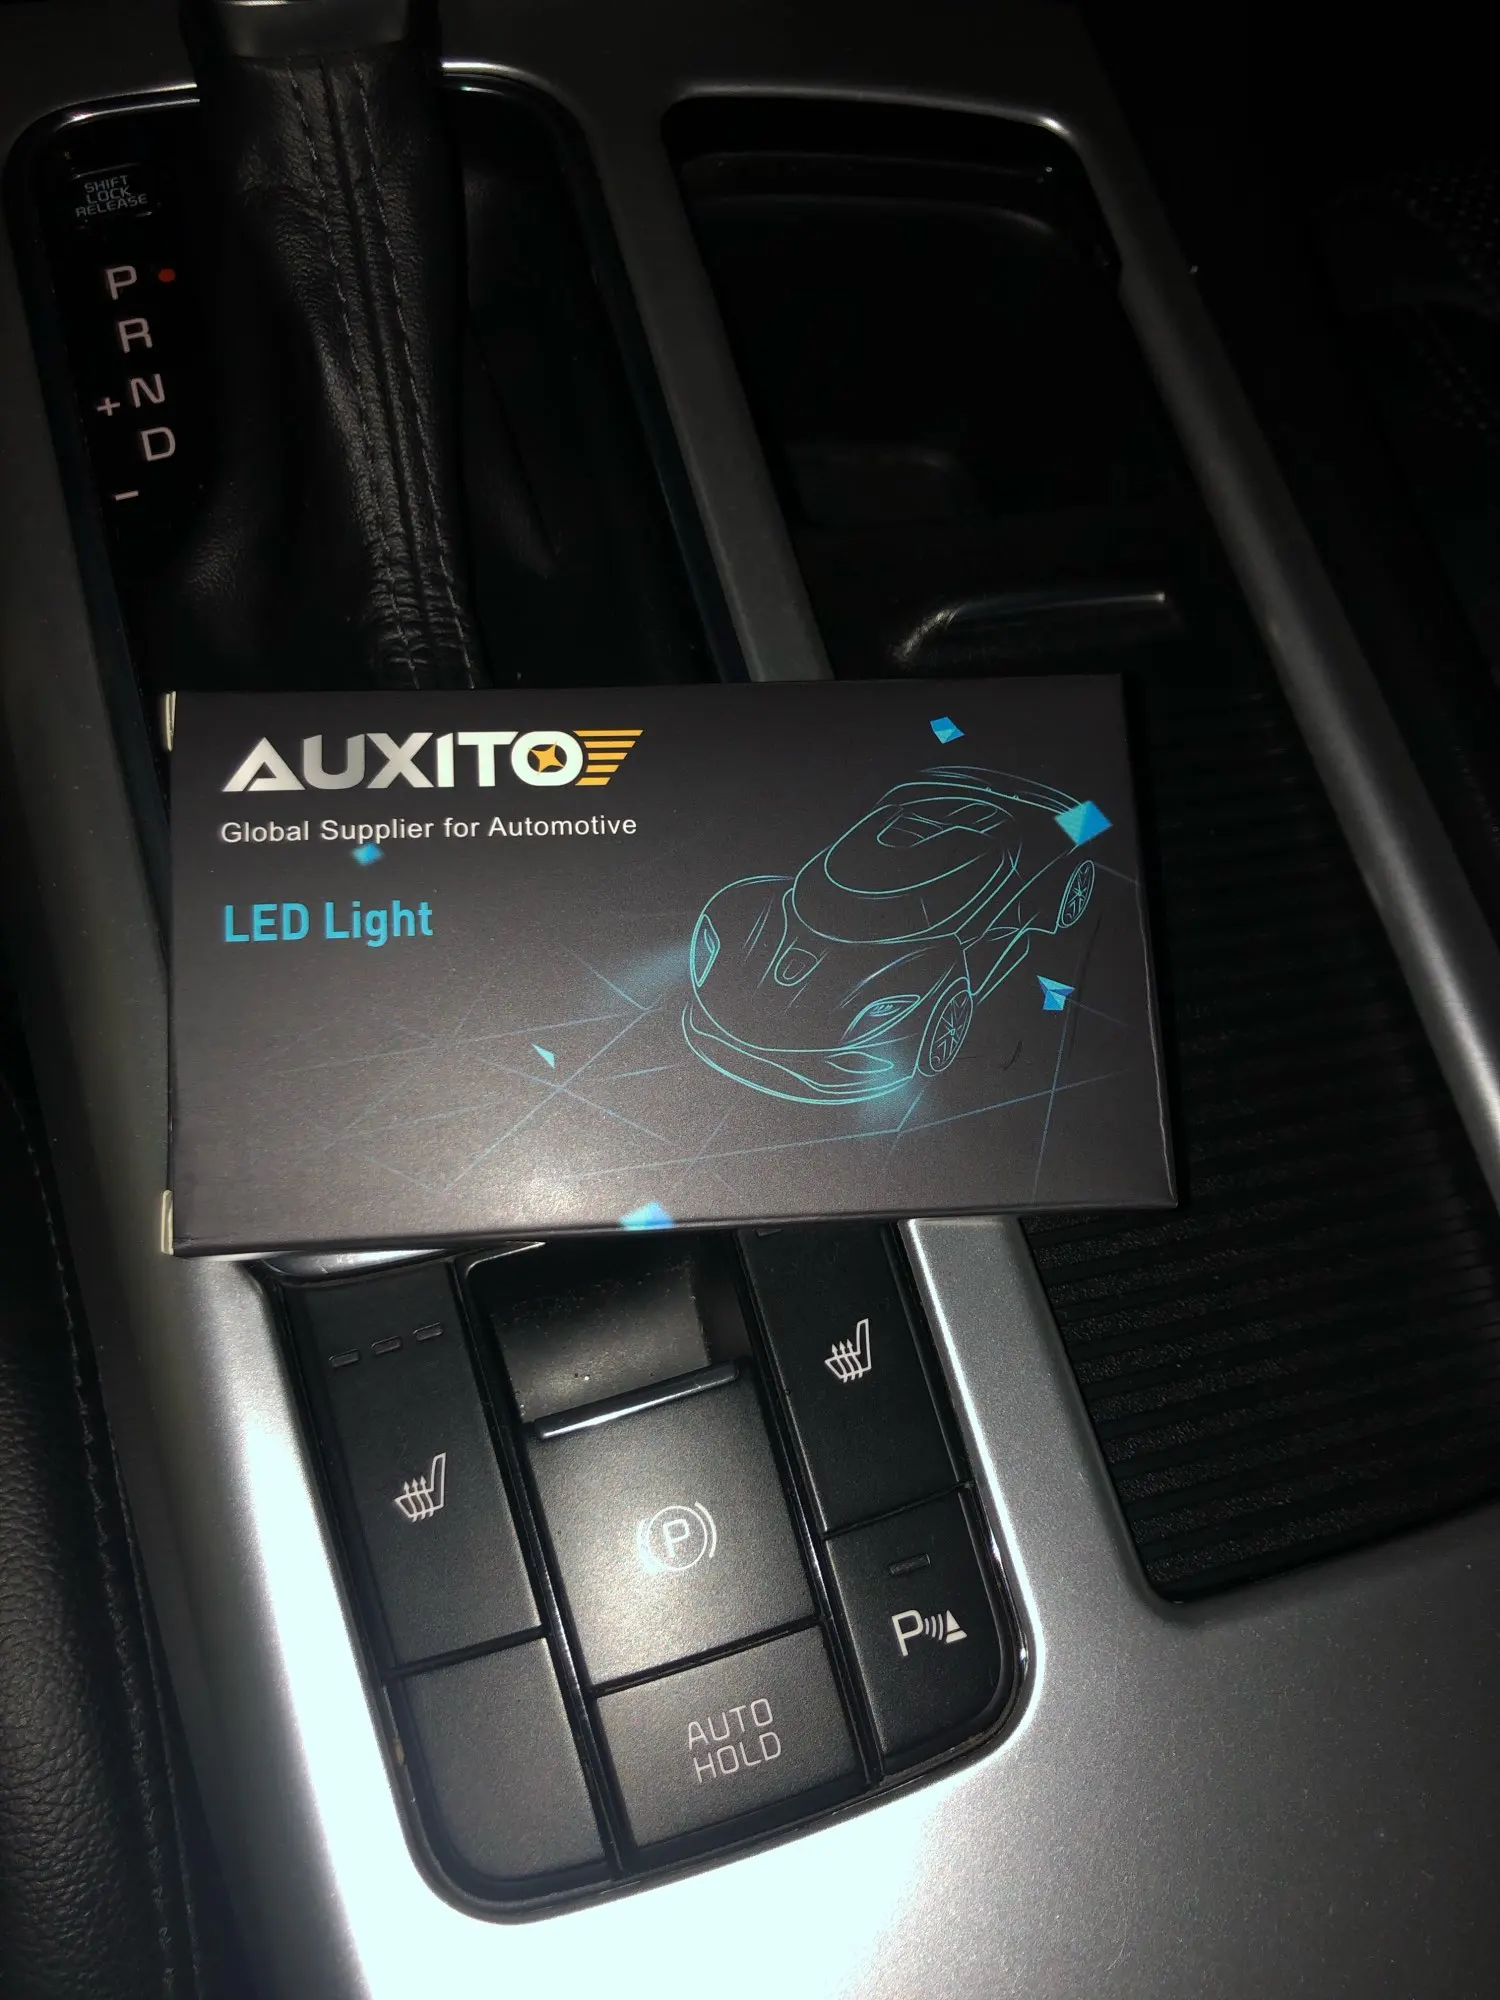 SHIFT
LOCK
RELEASE
P
R
+ N
D
-
AUXITO
Global Supplier for Automotive
LED Light
P
P
AUTO
HOLD